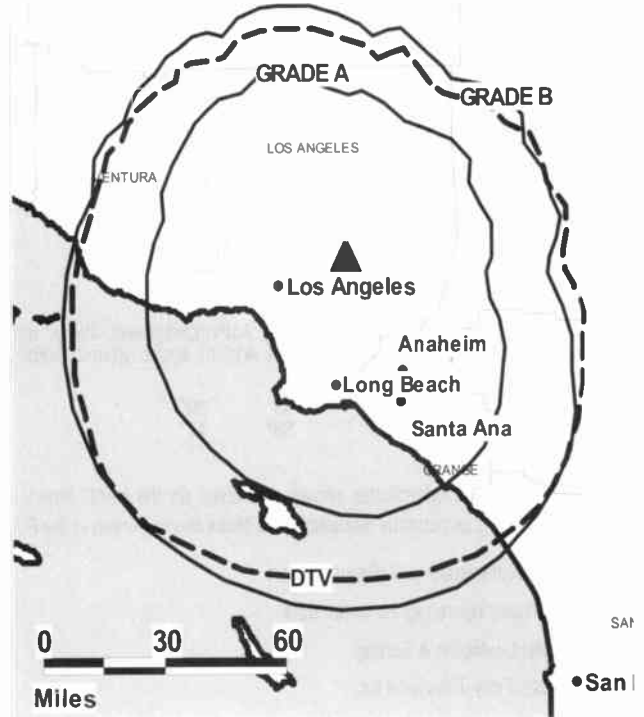 GRADE A
GRADE B
LOS ANGELES
ENTURA
Los Angeles
Anaheim
Long Beach
Santa Ana
ORANGE
DTV
0 30 60
Miles
SAN
San